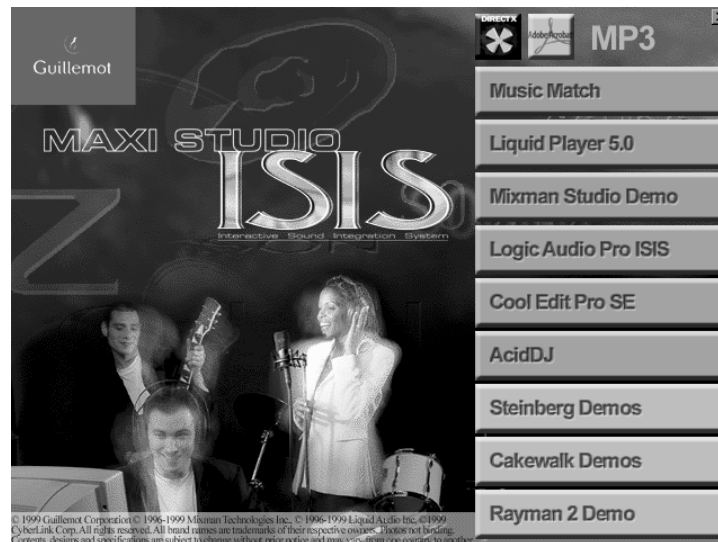 Guillemot
MAXI STUDIO
ISIS
Interactive Sound Integration System
DIRECTX
Adobe Acrobat
MP3
Music Match
Liquid Player 5.0
Mixman Studio Demo
Logic Audio Pro ISIS
Cool Edit Pro SE
AcidDJ
Steinberg Demos
Cakewalk Demos
Rayman 2 Demo
© 1999 Guillemot Corporation © 1996-1999 Mixman Technologies Inc., © 1996-1999 Liquid Audio Inc, ©1999
CyberLink Corp. All rights reserved. All brand names are trademarks of their respective owners. Photos not binding.
Contents, designs and specifications are subject to change without prior notice and may vary from one country to another